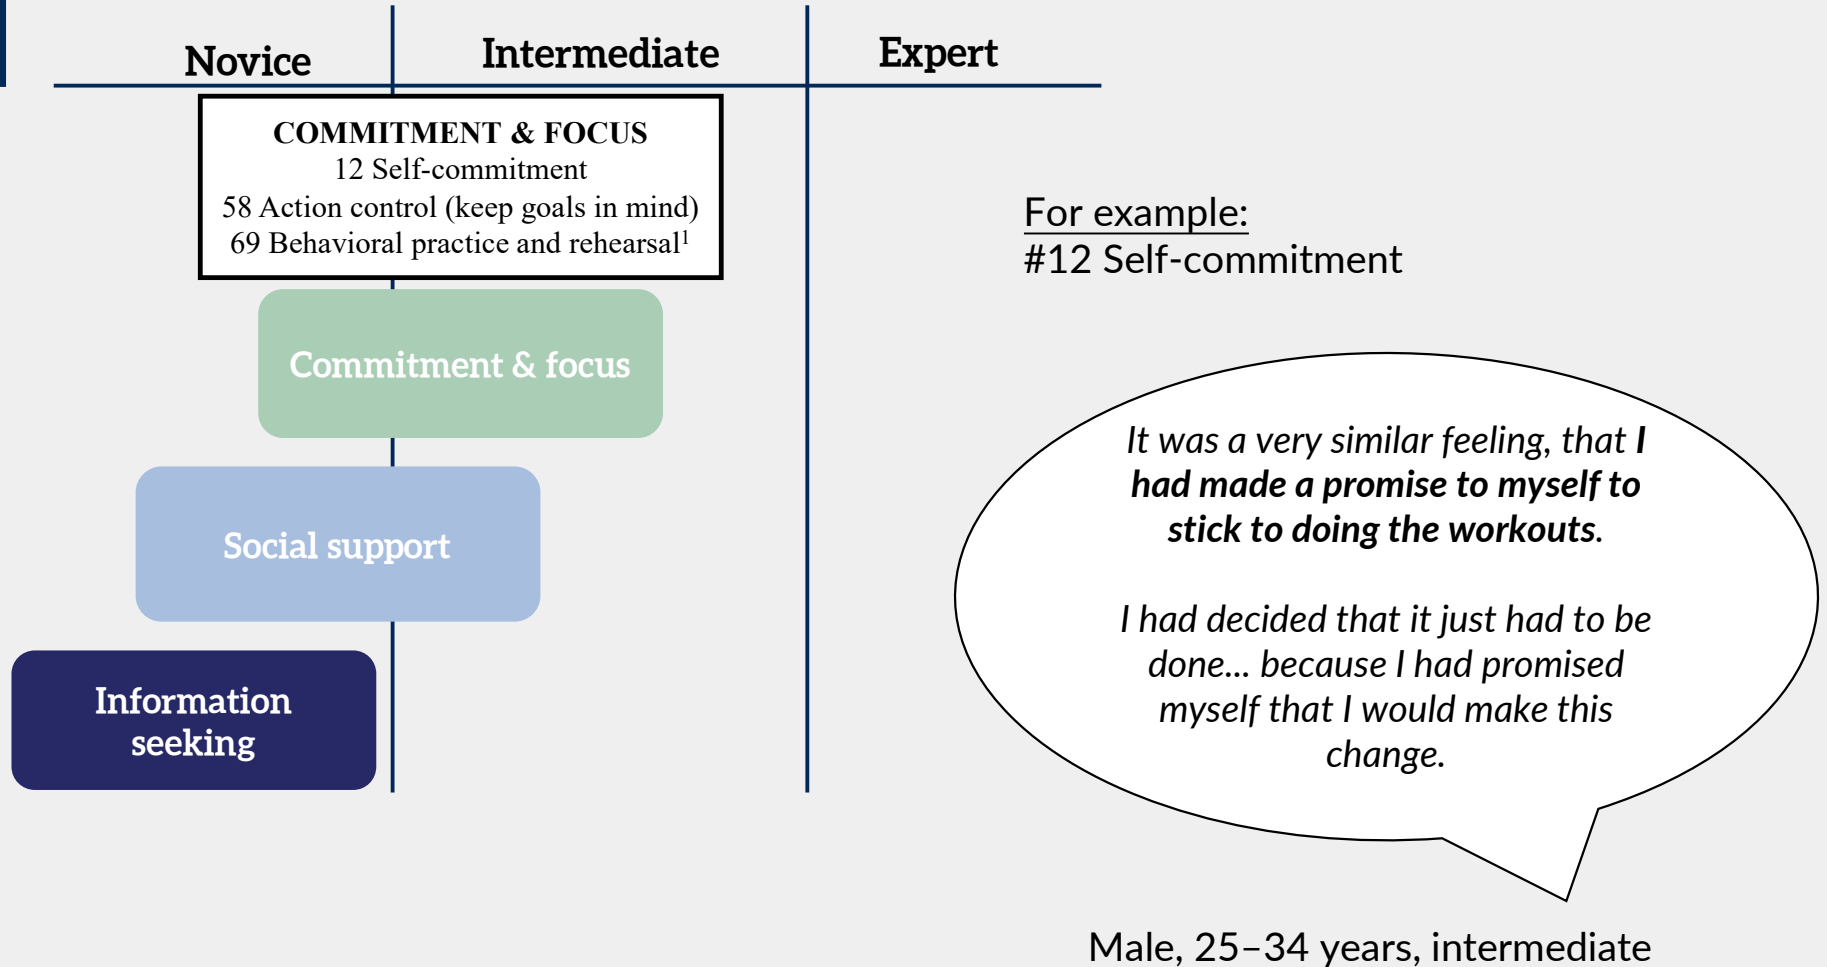 Novice
Intermediate
Expert
COMMITMENT & FOCUS
12 Self-commitment
58 Action control (keep goals in mind)
69 Behavioral practice and rehearsal¹
Commitment & focus
Social support
Information
seeking
For example:
#12 Self-commitment
It was a very similar feeling, that I
had made a promise to myself to
stick to doing the workouts.
I had decided that it just had to be
done... because I had promised
myself that I would make this
change.
Male, 25–34 years, intermediate